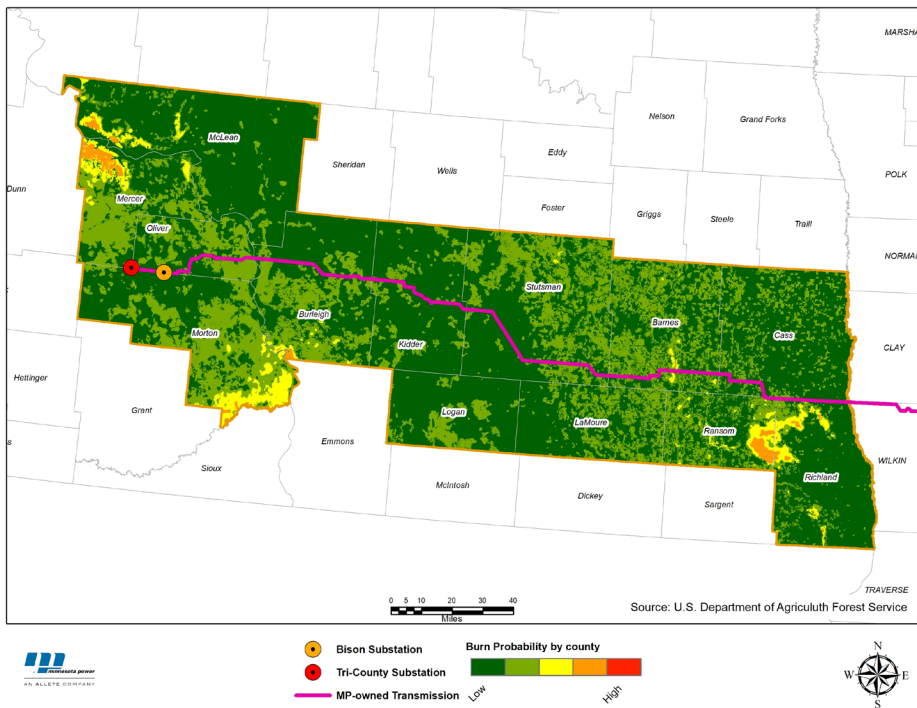 MARSHA
Nelson
Grand Forks
McLean
Eddy
Sheridan
Wells
POLK
Dunn
Mercer
Foster
Griggs
Steele
Traill
Oliver
NORMAN
Stutsman
Burleigh
Barnes
Cass
Morton
Kidder
CLAY
Hettinger
Grant
Logan
LaMoure
Ransom
Emmons
WILKIN
Sioux
Richland
McIntosh
Dickey
Sargent
TRAVERSE
0 5 10 20 30 40
Miles
Source: U.S. Department of Agriculuth Forest Service
Bison Substation
Tri-County Substation
MP-owned Transmission
Burn Probability by county
Low
High
minnesota power
AN ALLETE COMPANY
N
W
E
S